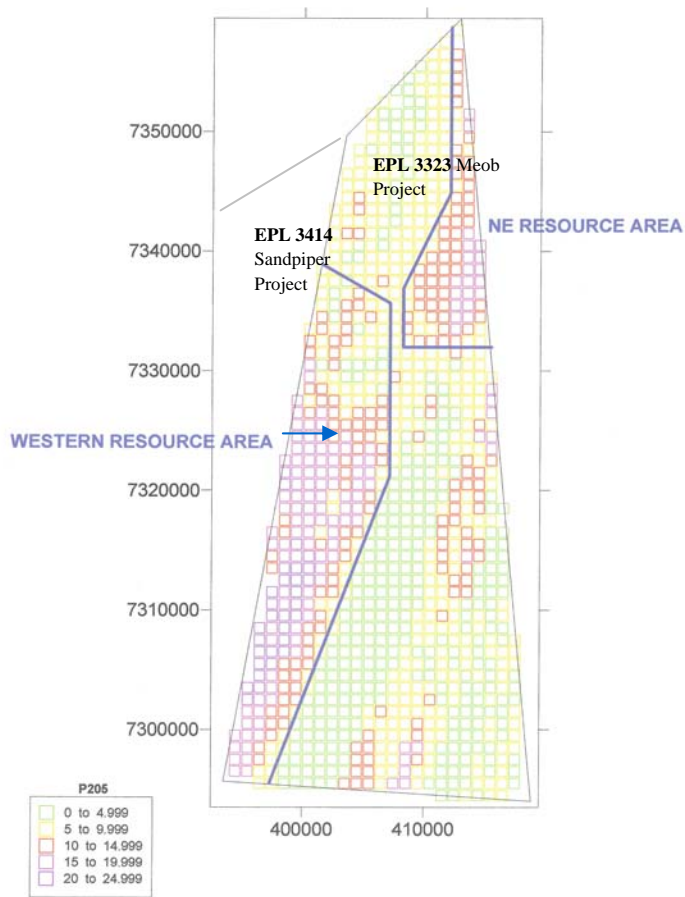 7350000
EPL 3323 Meob
Project
EPL 3414
Sandpiper
Project
NE RESOURCE AREA
7340000
7330000
WESTERN RESOURCE AREA
7320000
7310000
7300000
400000
410000
P205
0 to 4.999
5 to 9.999
10 to 14.999
15 to 19.999
20 to 24.999